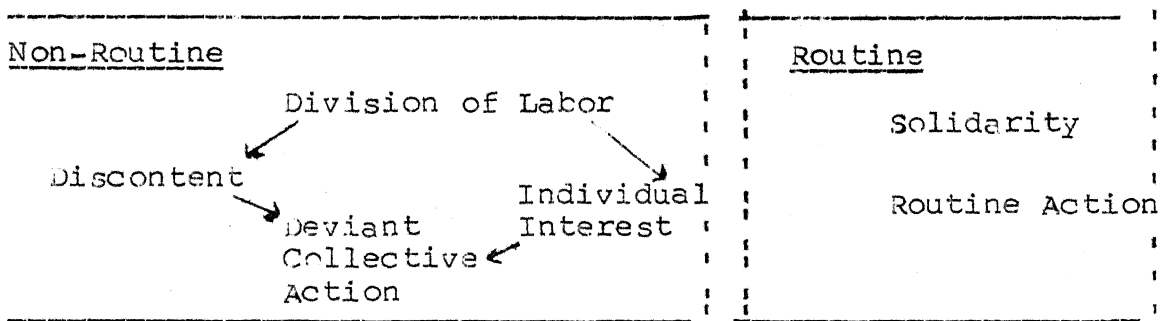 Non-Routine
Division of Labor
Discontent
Individual
Interest
Deviant
Collective
Action
Routine
Solidarity
Routine Action